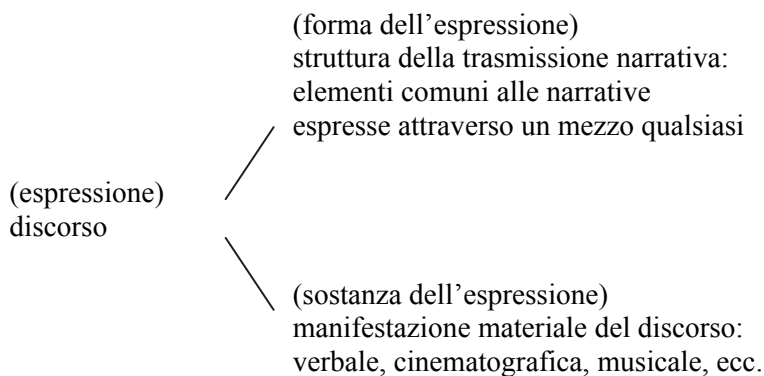 (forma dell’espressione)
struttura della trasmissione narrativa:
elementi comuni alle narrative
espresse attraverso un mezzo qualsiasi
(espressione)
discorso
(sostanza dell’espressione)
manifestazione materiale del discorso:
verbale, cinematografica, musicale, ecc.